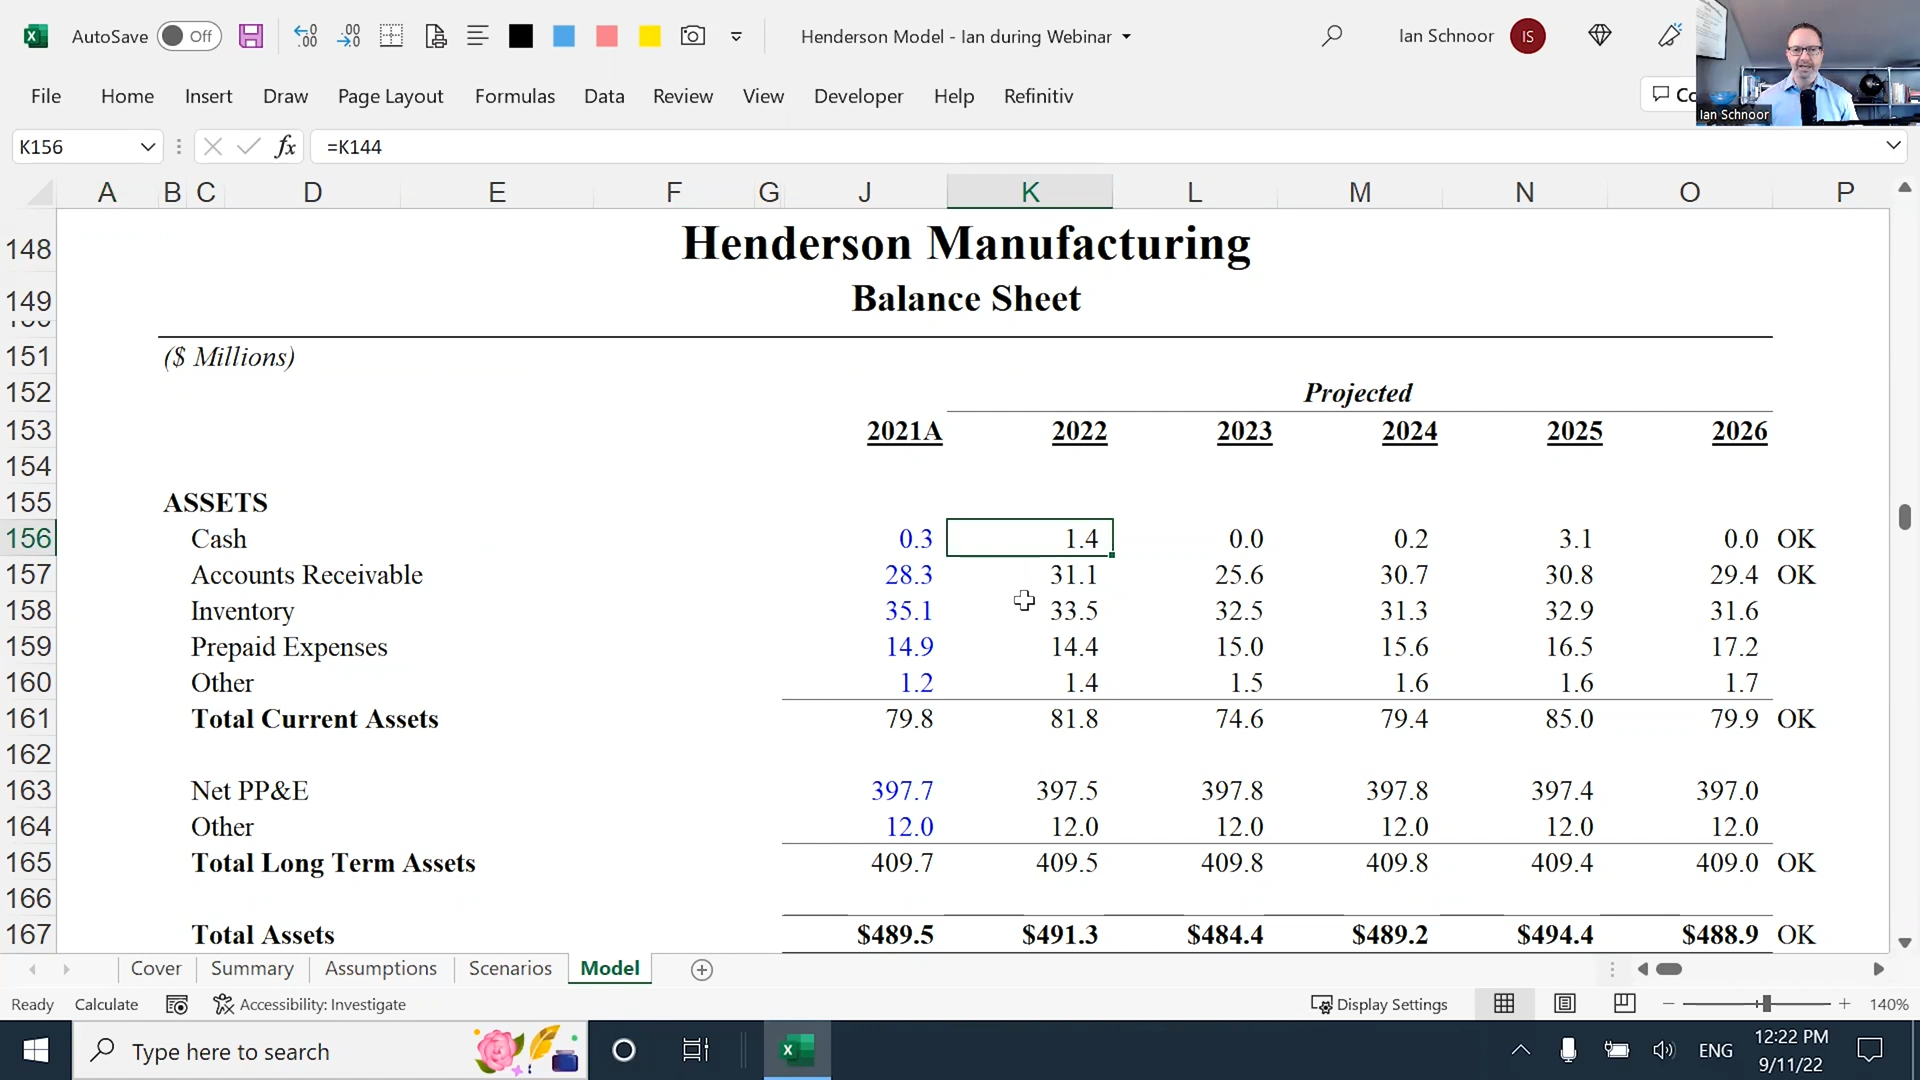 AutoSave Off Henderson Model - Ian during Webinar Ian Schnoor IS
File Home Insert Draw Page Layout Formulas Data Review View Developer Help Refinitiv
Ian Schnoor
K156 fx =K144
A B C D E F G J K L M N O P
148 Henderson Manufacturing
149 Balance Sheet
151 ($ Millions)
152 Projected
153 2021A 2022 2023 2024 2025 2026
154
155 ASSETS
156 Cash 0.3 1.4 0.0 0.2 3.1 0.0 OK
157 Accounts Receivable 28.3 31.1 25.6 30.7 30.8 29.4 OK
158 Inventory 35.1 33.5 32.5 31.3 32.9 31.6
159 Prepaid Expenses 14.9 14.4 15.0 15.6 16.5 17.2
160 Other 1.2 1.4 1.5 1.6 1.6 1.7
161 Total Current Assets 79.8 81.8 74.6 79.4 85.0 79.9 OK
162
163 Net PP&E 397.7 397.5 397.8 397.8 397.4 397.0
164 Other 12.0 12.0 12.0 12.0 12.0 12.0
165 Total Long Term Assets 409.7 409.5 409.8 409.8 409.4 409.0 OK
166
167 Total Assets $489.5 $491.3 $484.4 $489.2 $494.4 $488.9 OK
Cover Summary Assumptions Scenarios Model
Ready Calculate Accessibility: Investigate Display Settings 140%
Type here to search ENG 12:22 PM
9/11/22